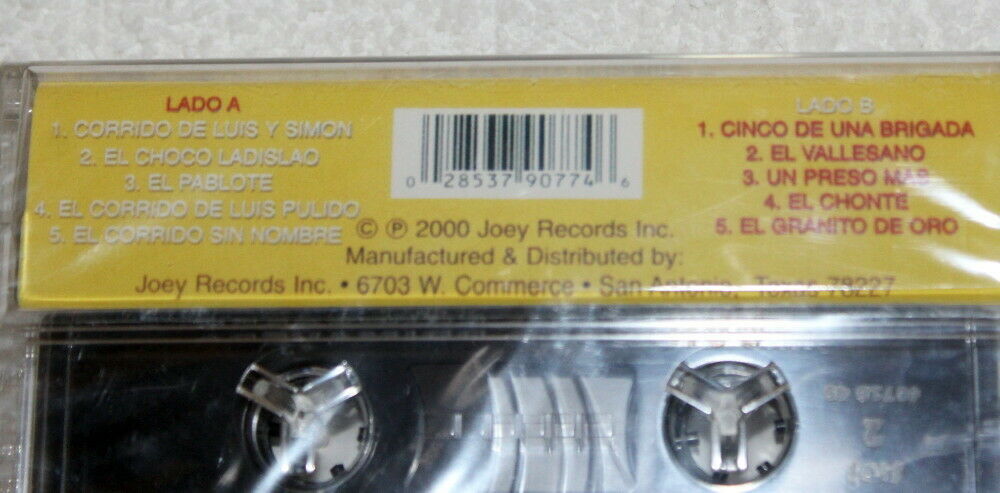 LADO A
1. CORRIDO DE LUIS Y SIMON
2. EL CHOCO LADISLAO
3. EL PABLOTE
4. EL CORRIDO DE LUIS PULIDO
5. EL CORRIDO SIN NOMBRE
0 28537 90774 6
LADO B
1. CINCO DE UNA BRIGADA
2. EL VALLESANO
3. UN PRESO MAS
4. EL CHONTE
5. EL GRANITO DE ORO
© ℗ 2000 Joey Records Inc.
Manufactured & Distributed by:
Joey Records Inc. • 6703 W. Commerce • San Antonio, Texas 78227
2